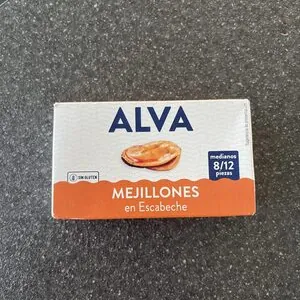 ALVA
medianos
8/12
piezas
SIN GLUTEN
MEJILLONES
en Escabeche